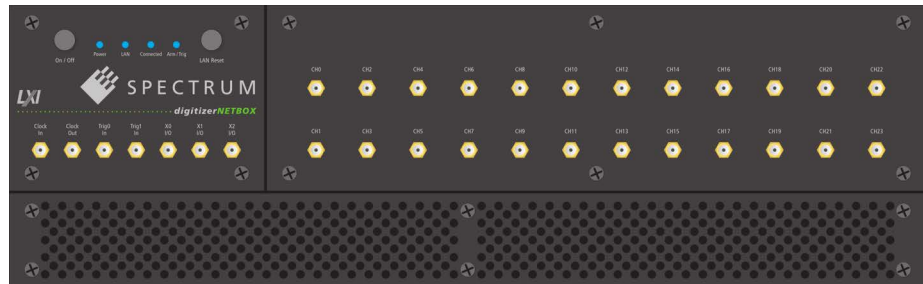 On / Off
Power LAN Connected Arm/Trig
LAN Reset
LXI
SPECTRUM
digitizerNETBOX
Clock In
Clock Out
Trig0 In
Trig1 In
X0 I/O
X1 I/O
X2 I/O
CH0 CH2 CH4 CH6 CH8 CH10 CH12 CH14 CH16 CH18 CH20 CH22
CH1 CH3 CH5 CH7 CH9 CH11 CH13 CH15 CH17 CH19 CH21 CH23